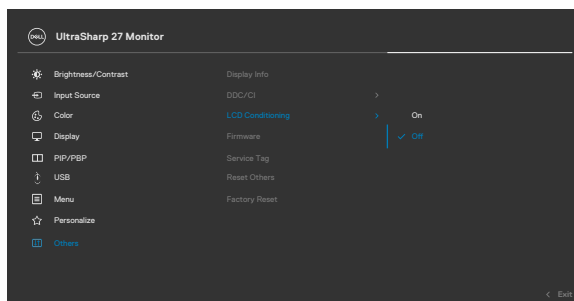 DELL UltraSharp 27 Monitor
Brightness/Contrast Display Info
Input Source DDC/CI >
Color LCD Conditioning > On
Display Firmware ✓ Off
PIP/PBP Service Tag
USB Reset Others
Menu Factory Reset
Personalize
Others
< Exit